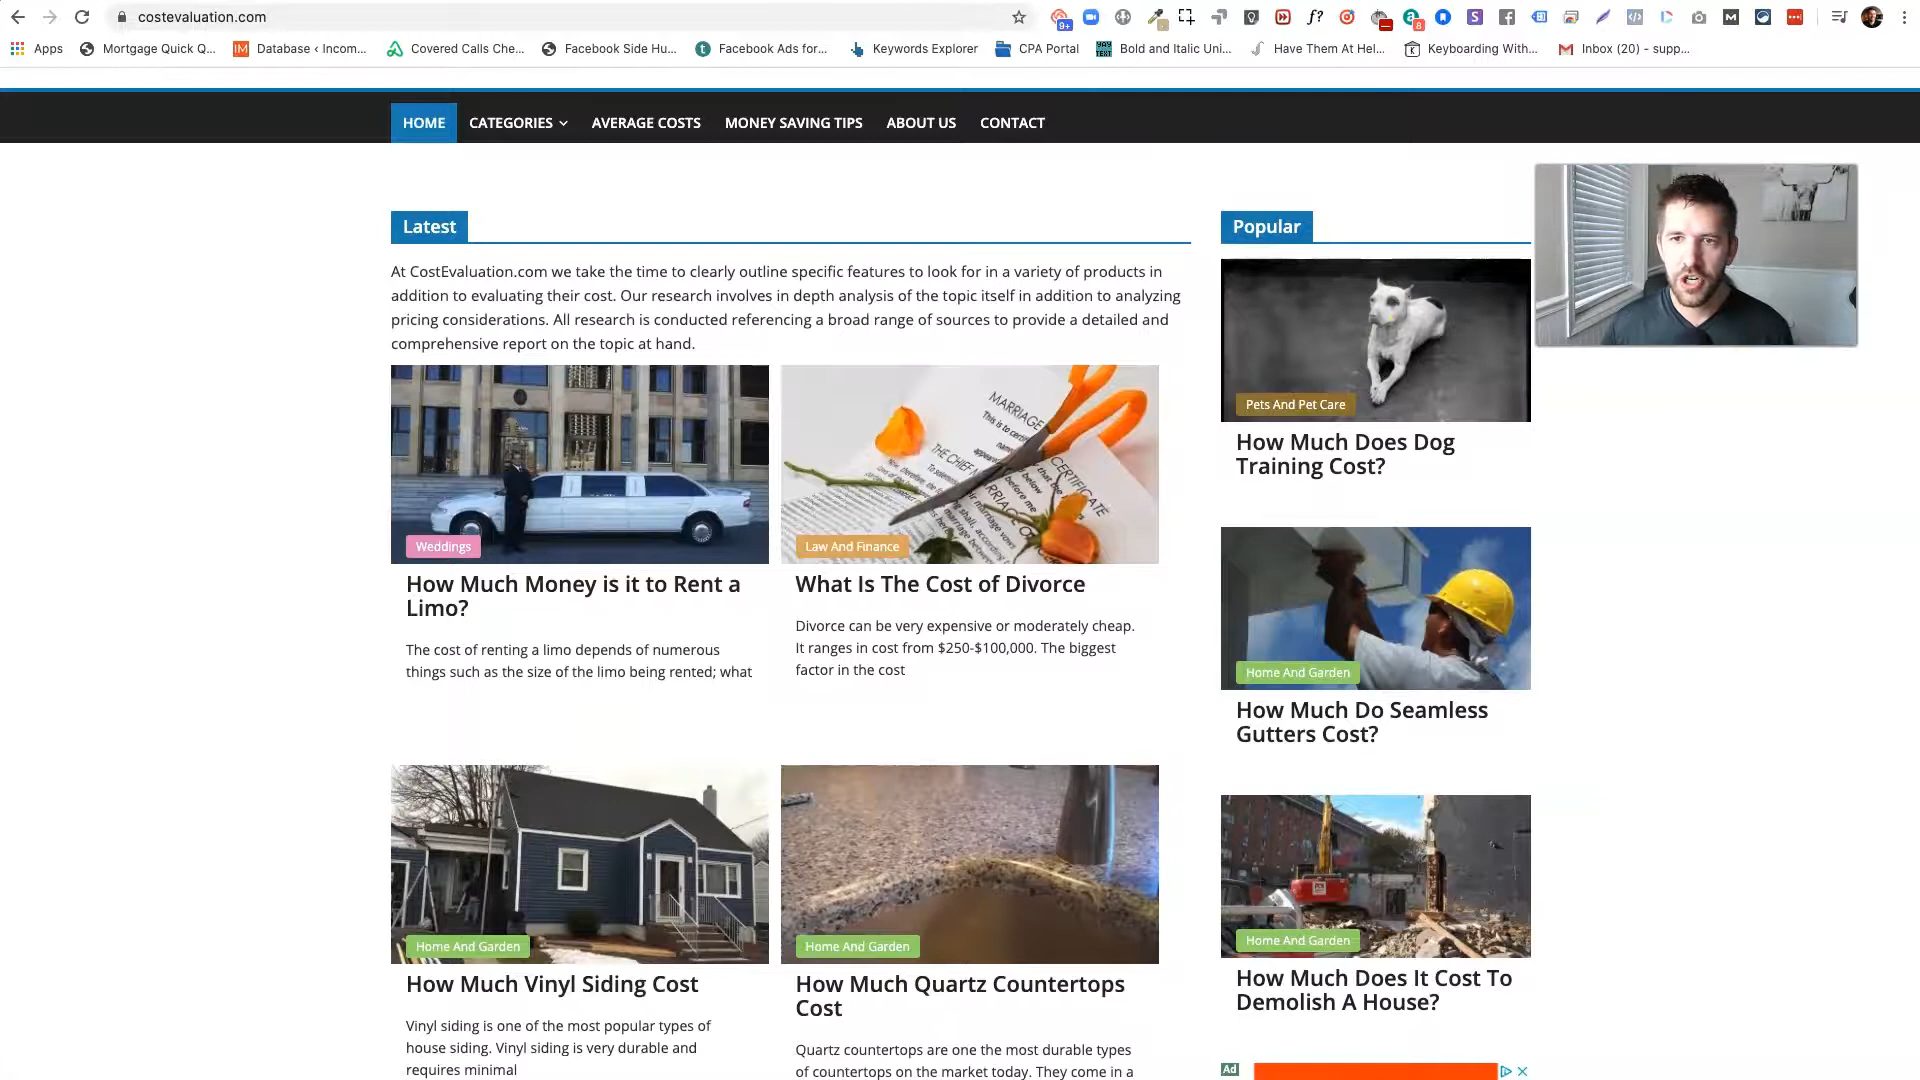 costevaluation.com
Apps
Mortgage Quick Q...
Database ‹ Incom...
Covered Calls Che...
Facebook Side Hu...
Facebook Ads for...
Keywords Explorer
CPA Portal
Bold and Italic Uni...
Have Them At Hel...
Keyboarding With...
Inbox (20) - supp...
HOME
CATEGORIES
AVERAGE COSTS
MONEY SAVING TIPS
ABOUT US
CONTACT
Latest
At CostEvaluation.com we take the time to clearly outline specific features to look for in a variety of products in
addition to evaluating their cost. Our research involves in depth analysis of the topic itself in addition to analyzing
pricing considerations. All research is conducted referencing a broad range of sources to provide a detailed and
comprehensive report on the topic at hand.
Weddings
How Much Money is it to Rent a
Limo?
The cost of renting a limo depends of numerous
things such as the size of the limo being rented; what
MARRIAGE
CERTIFICATE
Law And Finance
What Is The Cost of Divorce
Divorce can be very expensive or moderately cheap.
It ranges in cost from $250-$100,000. The biggest
factor in the cost
Home And Garden
How Much Vinyl Siding Cost
Vinyl siding is one of the most popular types of
house siding. Vinyl siding is very durable and
requires minimal
Home And Garden
How Much Quartz Countertops
Cost
Quartz countertops are one the most durable types
of countertops on the market today. They come in a
Popular
Pets And Pet Care
How Much Does Dog
Training Cost?
Home And Garden
How Much Do Seamless
Gutters Cost?
Home And Garden
How Much Does It Cost To
Demolish A House?
Ad